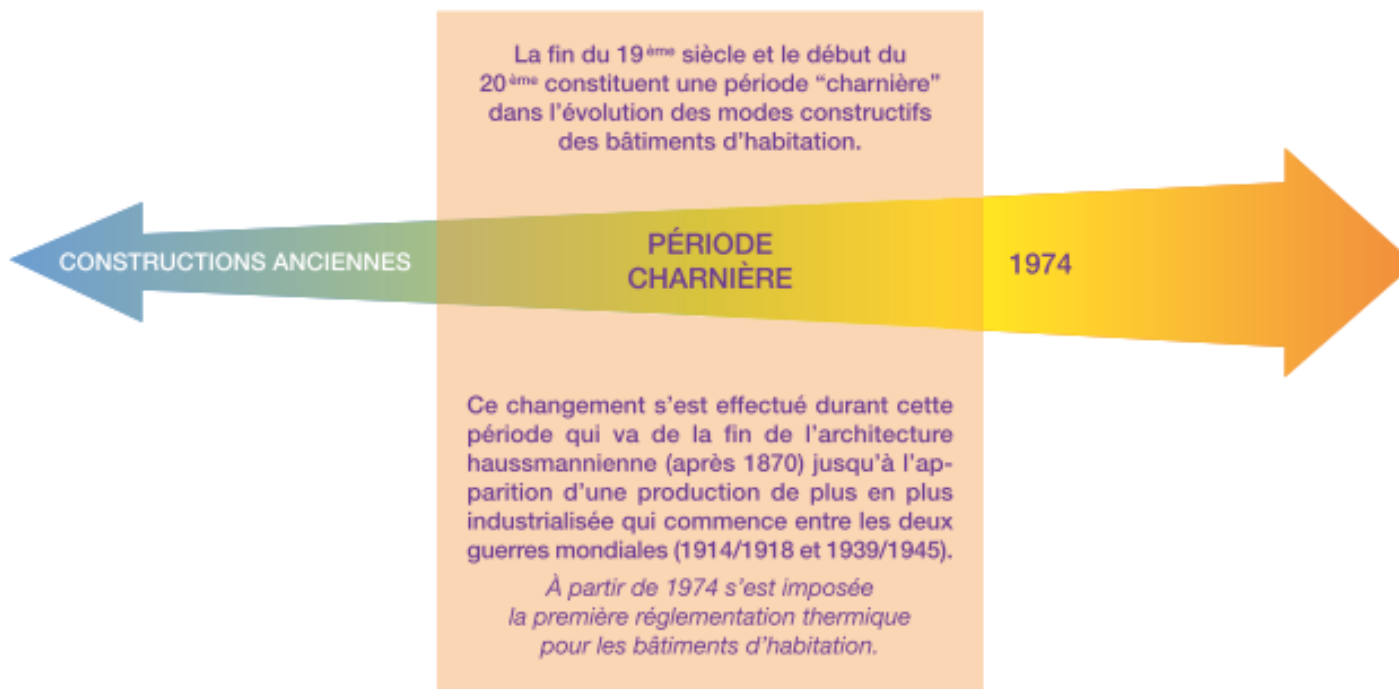 La fin du 19ème siècle et le début du
20ème constituent une période “charnière”
dans l’évolution des modes constructifs
des bâtiments d’habitation.
CONSTRUCTIONS ANCIENNES
PÉRIODE
CHARNIÈRE
1974
Ce changement s’est effectué durant cette
période qui va de la fin de l’architecture
haussmannienne (après 1870) jusqu’à l’ap-
parition d’une production de plus en plus
industrialisée qui commence entre les deux
guerres mondiales (1914/1918 et 1939/1945).
À partir de 1974 s’est imposée
la première réglementation thermique
pour les bâtiments d’habitation.